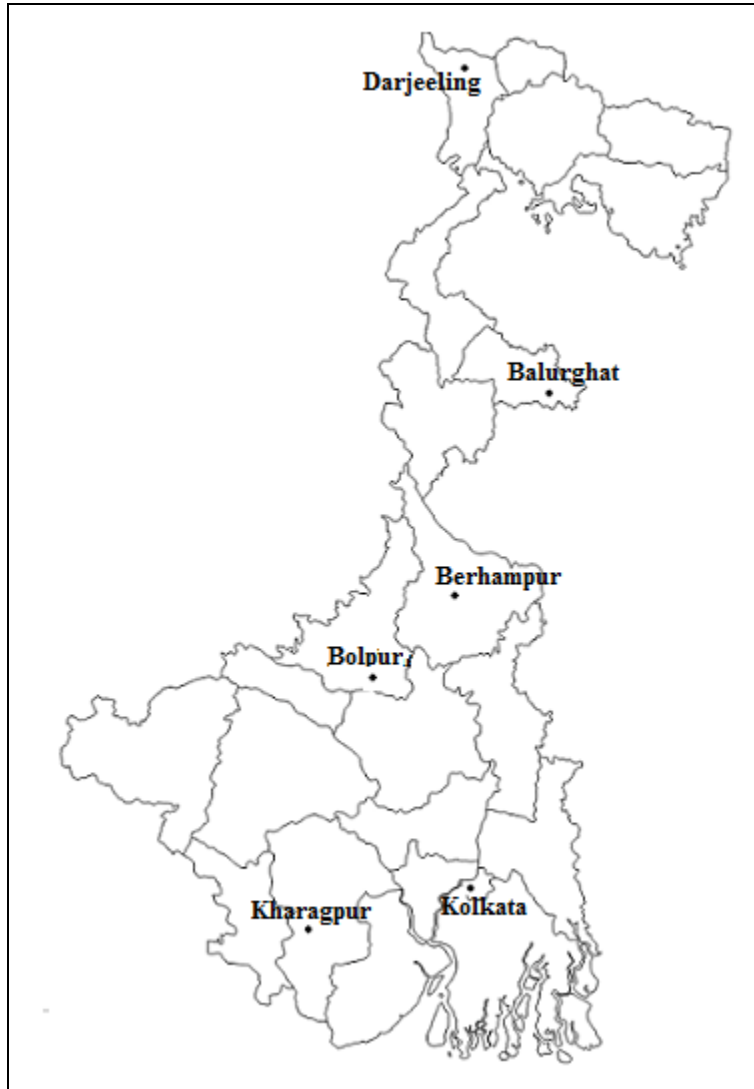 Darjeeling
Balurghat
Berhampur
Bolpur
Kharagpur
Kolkata